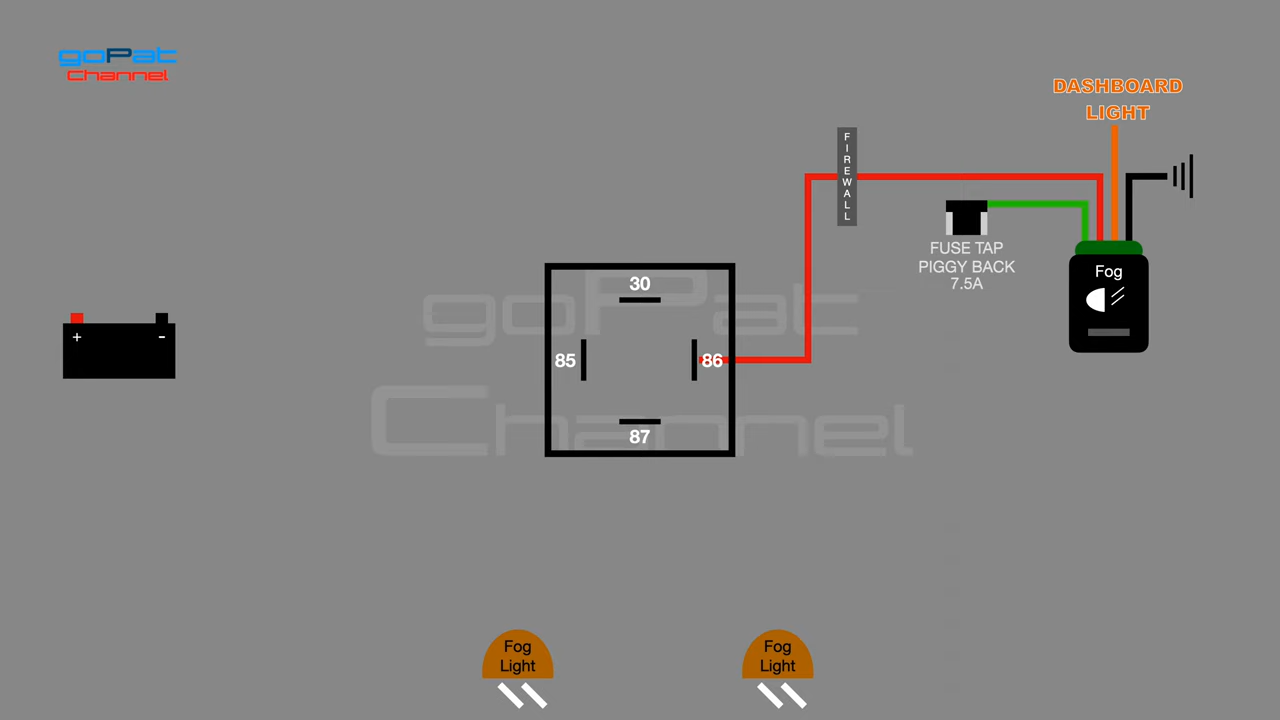 goPat
Channel
DASHBOARD
LIGHT
FIREWALL
FUSE TAP
PIGGY BACK
7.5A
Fog
30
85
86
87
+ -
goPat
Channel
Fog
Light
Fog
Light